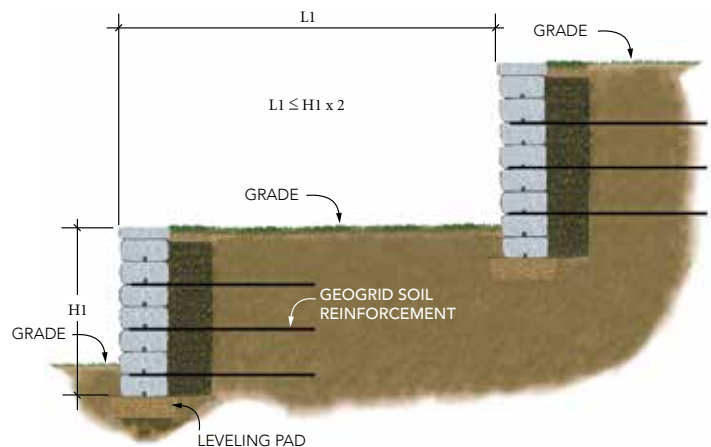 L1
GRADE
L1 ≤ H1 x 2
GRADE
H1
GEOGRID SOIL
REINFORCEMENT
GRADE
LEVELING PAD